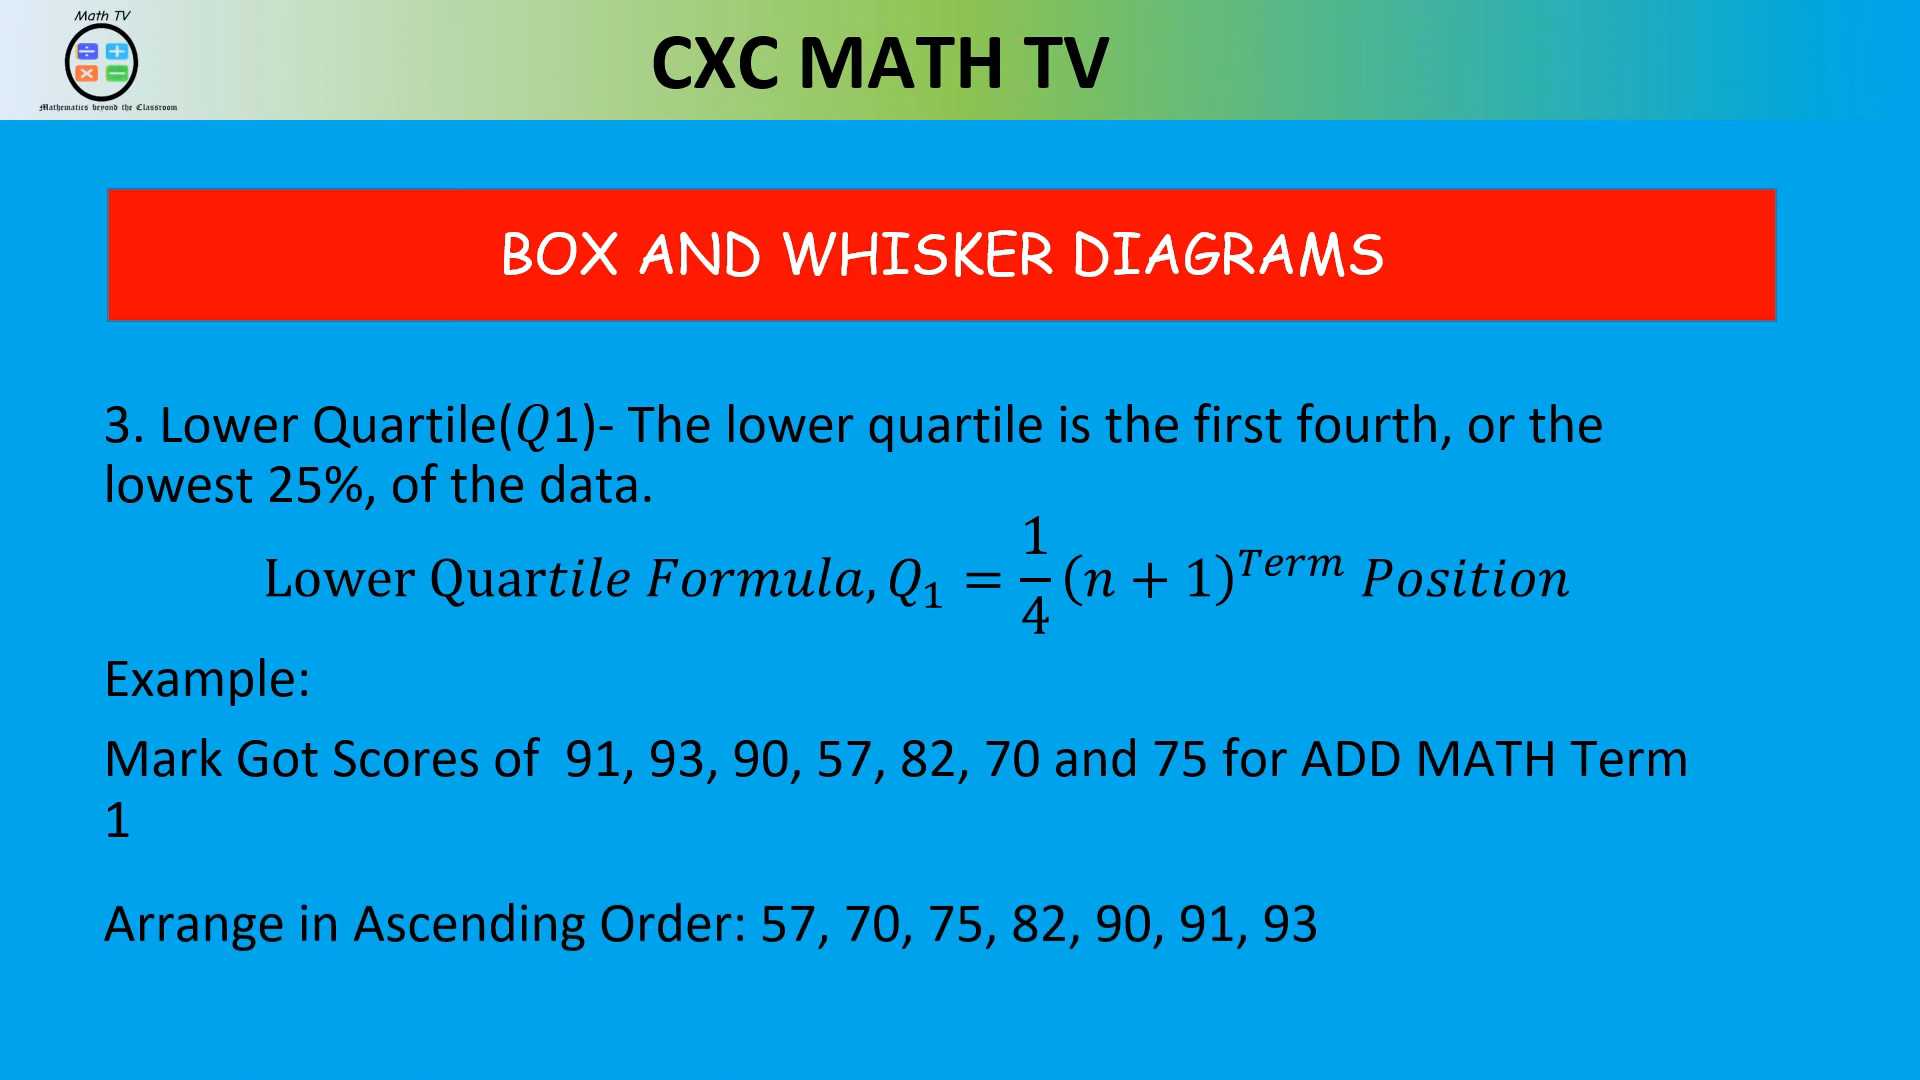 Math TV
Mathematics beyond the Classroom
CXC MATH TV
BOX AND WHISKER DIAGRAMS
3. Lower Quartile(𝑄1)- The lower quartile is the first fourth, or the
lowest 25%, of the data.
Lower Quartile Formula, Q₁ = 1/4 (n + 1)^Term Position
Example:
Mark Got Scores of  91, 93, 90, 57, 82, 70 and 75 for ADD MATH Term
1
Arrange in Ascending Order: 57, 70, 75, 82, 90, 91, 93